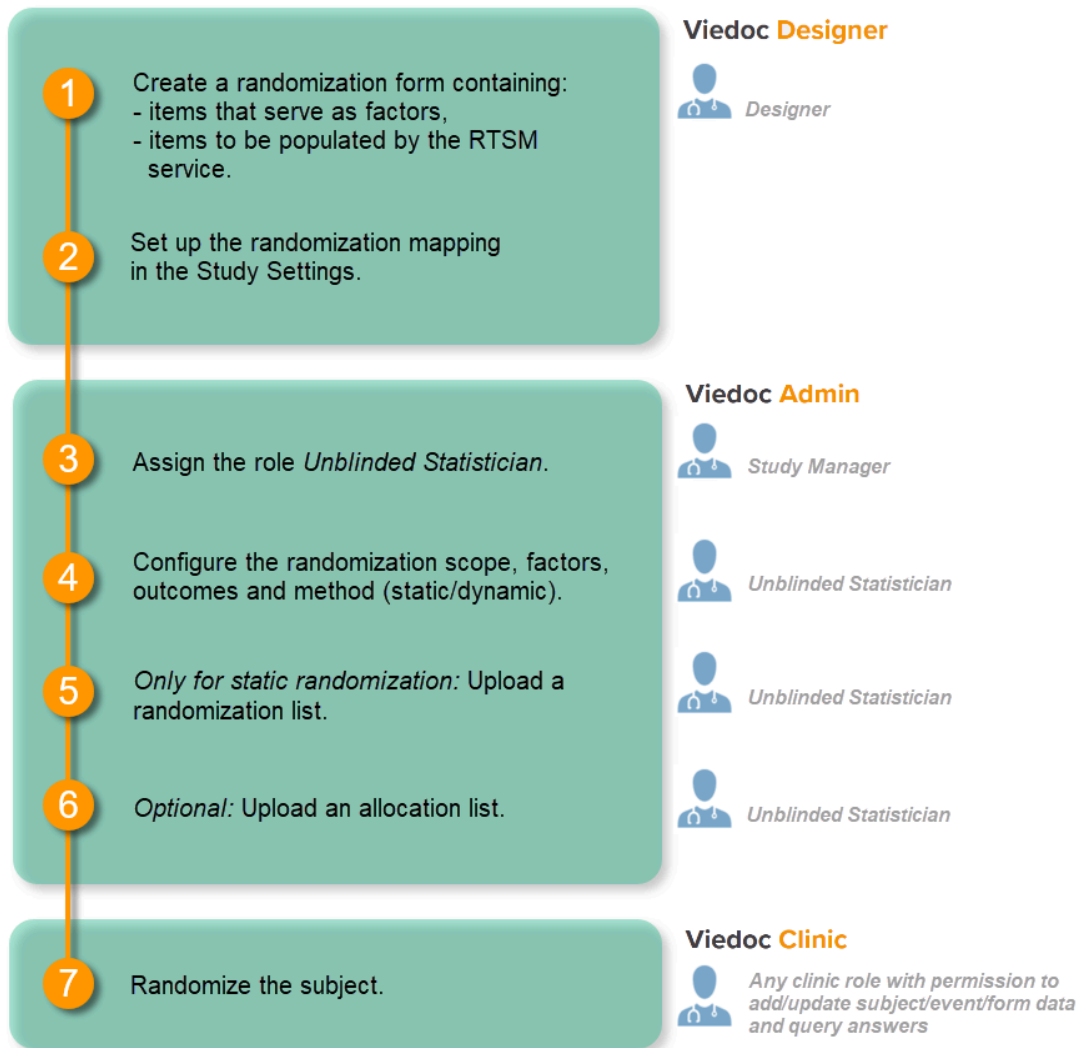 Viedoc Designer
1
Create a randomization form containing:
- items that serve as factors,
- items to be populated by the RTSM
service.
Designer
2
Set up the randomization mapping
in the Study Settings.
Viedoc Admin
3
Assign the role Unblinded Statistician.
Study Manager
4
Configure the randomization scope, factors,
outcomes and method (static/dynamic).
Unblinded Statistician
5
Only for static randomization: Upload a
randomization list.
Unblinded Statistician
6
Optional: Upload an allocation list.
Unblinded Statistician
Viedoc Clinic
7
Randomize the subject.
Any clinic role with permission to
add/update subject/event/form data
and query answers